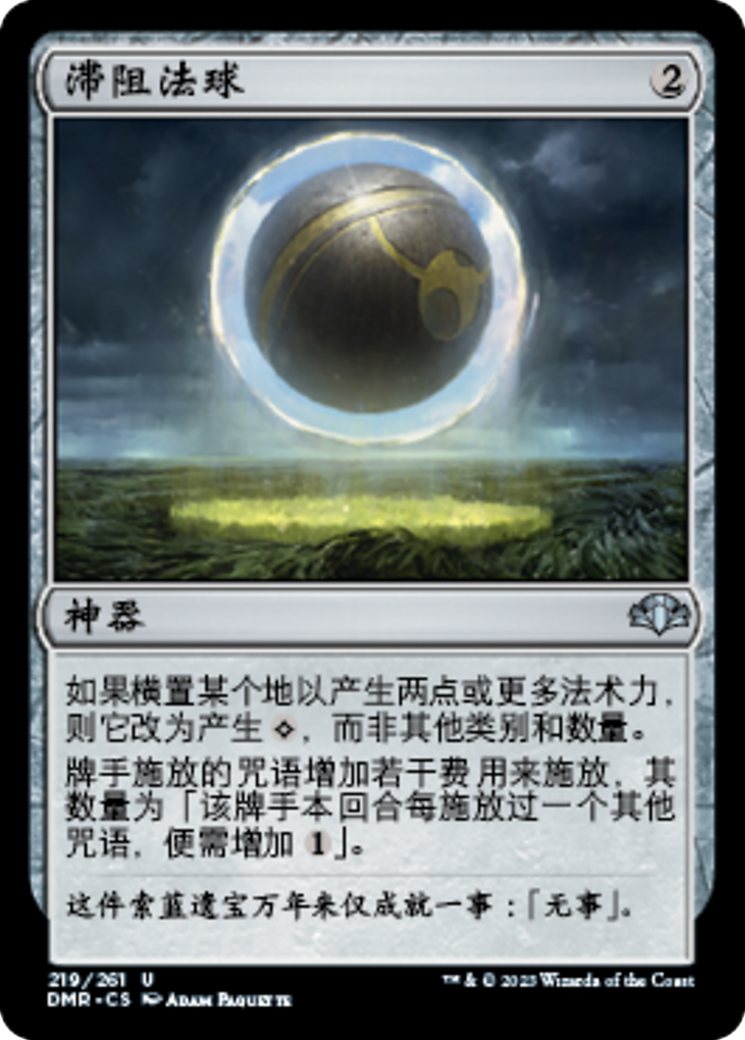 滞阻法球 2
神器
如果横置某个地以产生两点或更多法术力，
则它改为产生◇，而非其他类别和数量。
牌手施放的咒语增加若干费用来施放，其
数量为「该牌手本回合每施放过一个其他
咒语，便需增加1」。
这件索蓝遗宝万年来仅成就一事：「无事」。
219/261 U
™ & © 2023 Wizards of the Coast
DMR • CS Adam Paquette